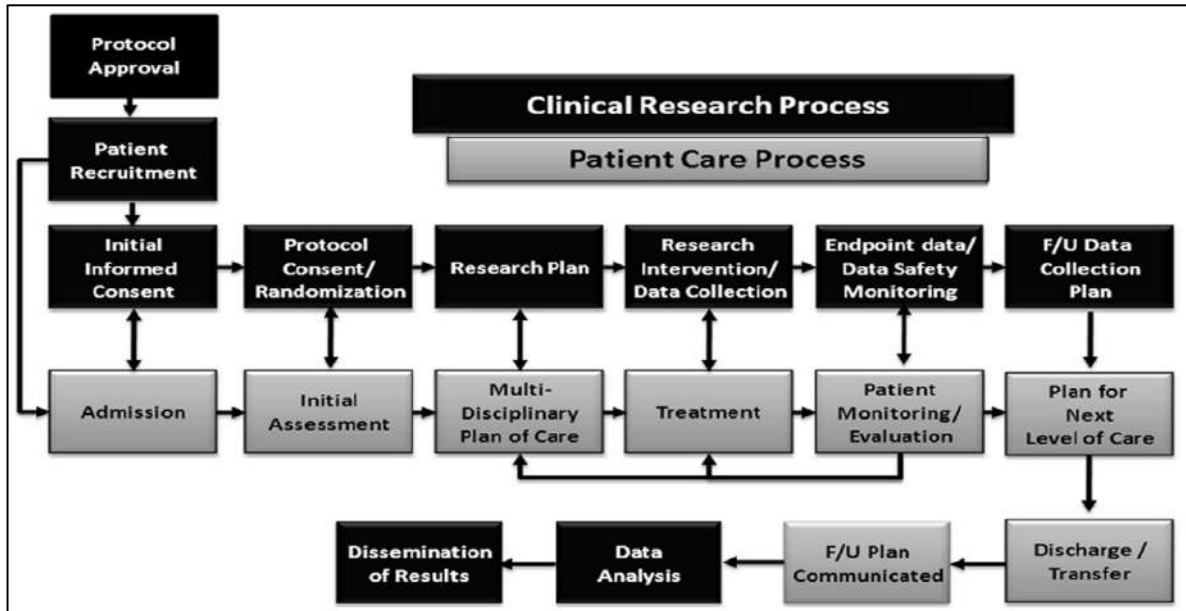 Protocol
Approval
Clinical Research Process
Patient Care Process
Patient
Recruitment
Initial
Informed
Consent
Protocol
Consent/
Randomization
Research Plan
Research
Intervention/
Data Collection
Endpoint data/
Data Safety
Monitoring
F/U Data
Collection
Plan
Admission
Initial
Assessment
Multi-
Disciplinary
Plan of Care
Treatment
Patient
Monitoring/
Evaluation
Plan for
Next
Level of Care
Dissemination
of Results
Data
Analysis
F/U Plan
Communicated
Discharge /
Transfer